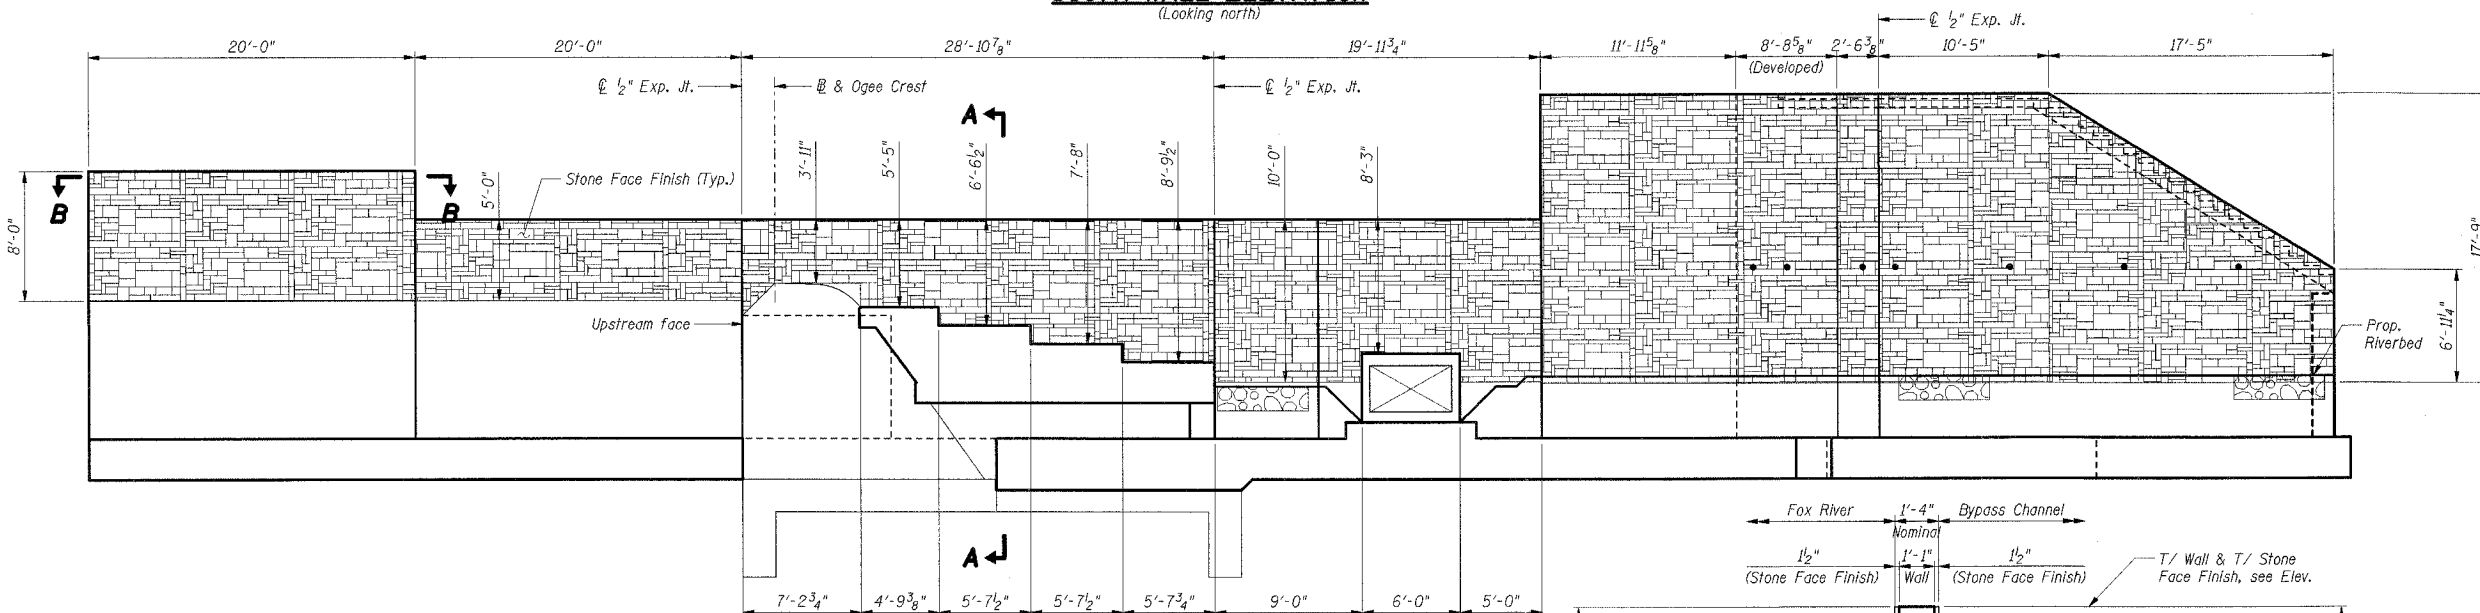 (Looking north)
℄ ½" Exp. Jt.
20'-0"
20'-0"
28'-10⅞"
19'-11¾"
11'-11⅝"
8'-8⅝"
2'-6⅜"
10'-5"
17'-5"
(Developed)
℄ ½" Exp. Jt.
℔ & Ogee Crest
℄ ½" Exp. Jt.
A
3'-11"
5'-5"
6'-6½"
7'-8"
8'-9½"
10'-0"
8'-3"
B
B
Stone Face Finish (Typ.)
5'-0"
8'-0"
17'-9"
Upstream face
Prop.
Riverbed
6'-11¼"
Fox River
1'-4"
Bypass Channel
Nominal
A
1½"
1'-1"
1½"
(Stone Face Finish)
Wall
(Stone Face Finish)
T/ Wall & T/ Stone
Face Finish, see Elev.
7'-2¾"
4'-9⅜"
5'-7½"
5'-7½"
5'-7¾"
9'-0"
6'-0"
5'-0"